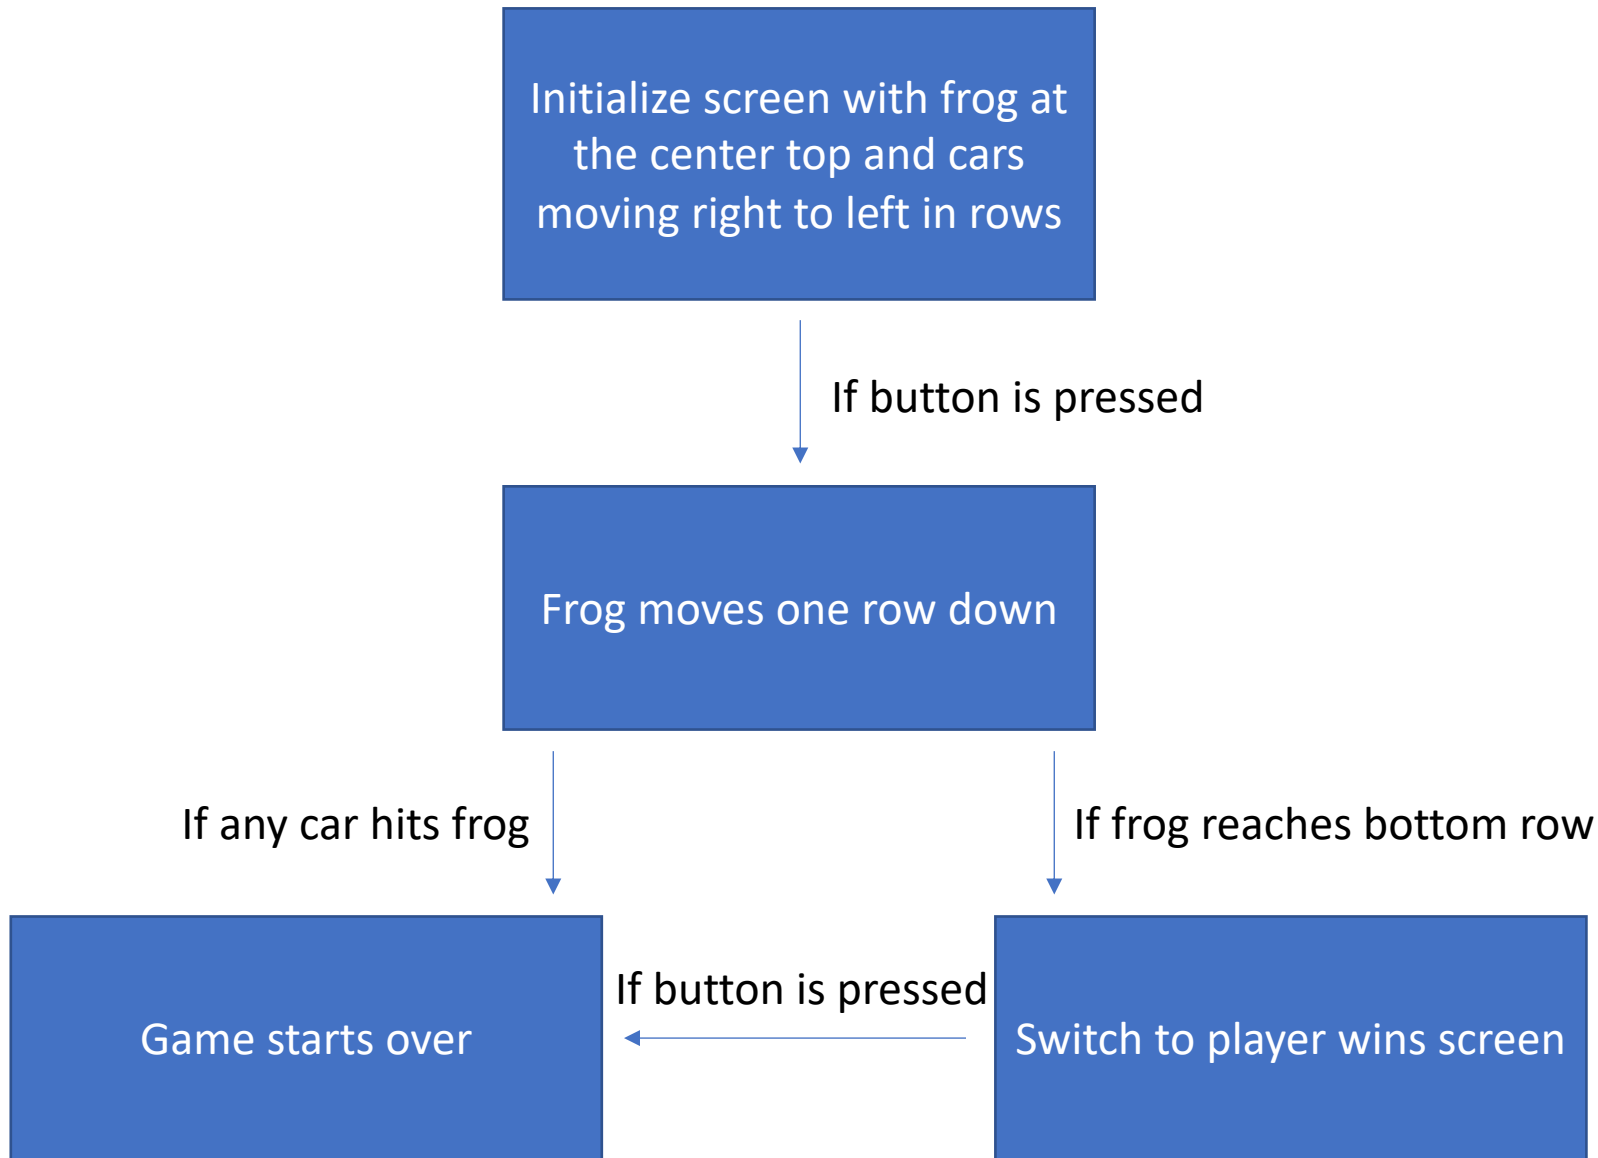 Initialize screen with frog at
the center top and cars
moving right to left in rows
If button is pressed
Frog moves one row down
If any car hits frog
If frog reaches bottom row
If button is pressed
Game starts over
Switch to player wins screen